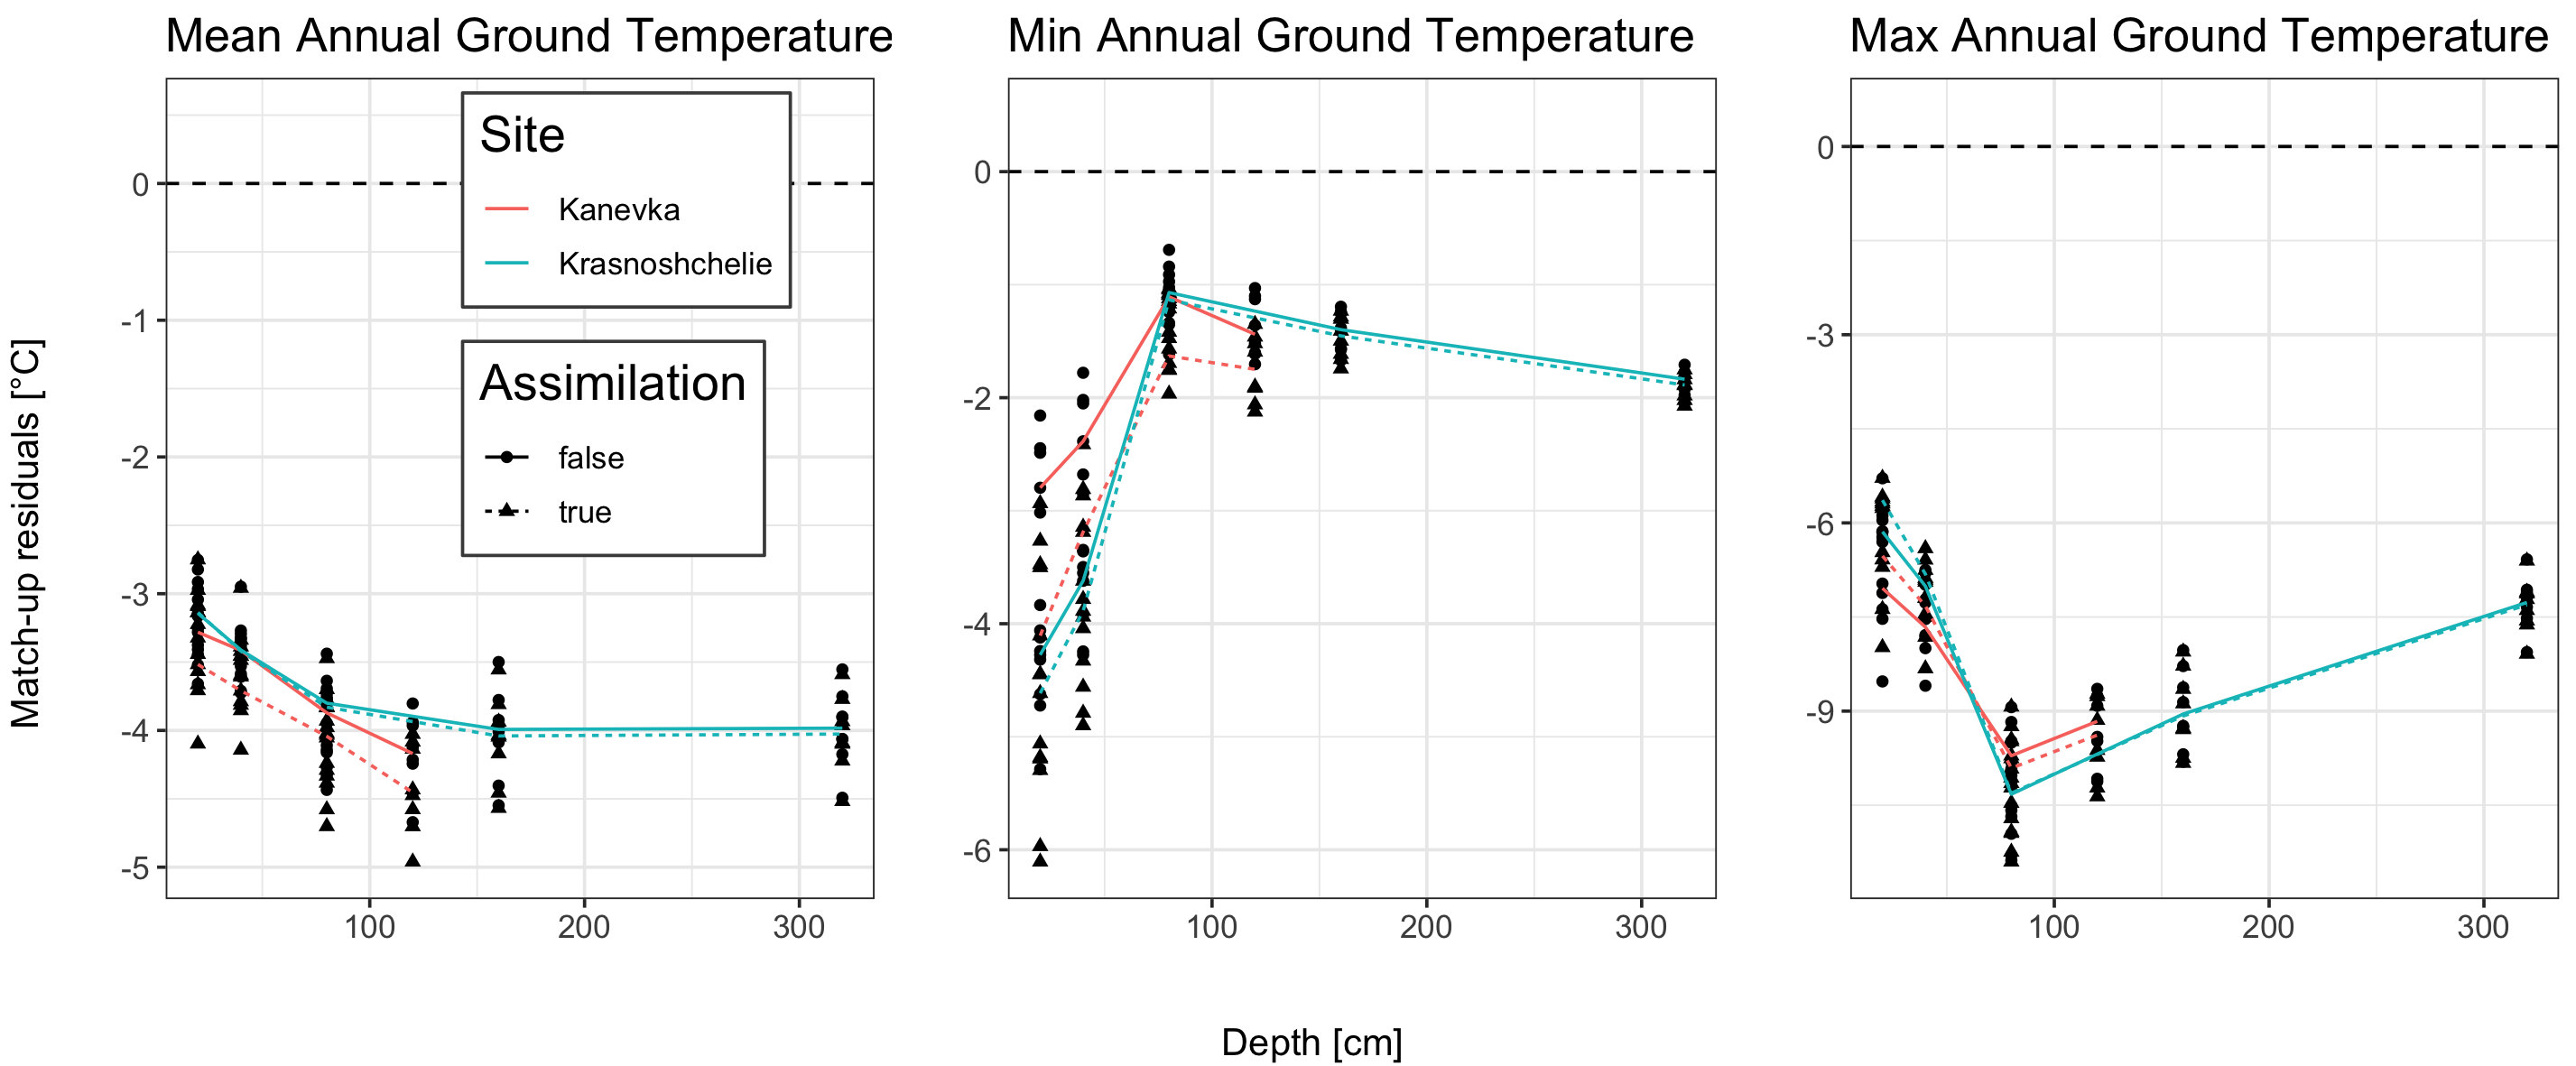 Mean Annual Ground Temperature
Min Annual Ground Temperature
Max Annual Ground Temperature
Match-up residuals [°C]
0
-1
-2
-3
-4
-5
100
200
300
Site
Kanevka
Krasnoshchelie
Assimilation
false
true
0
-2
-4
-6
100
200
300
0
-3
-6
-9
100
200
300
Depth [cm]